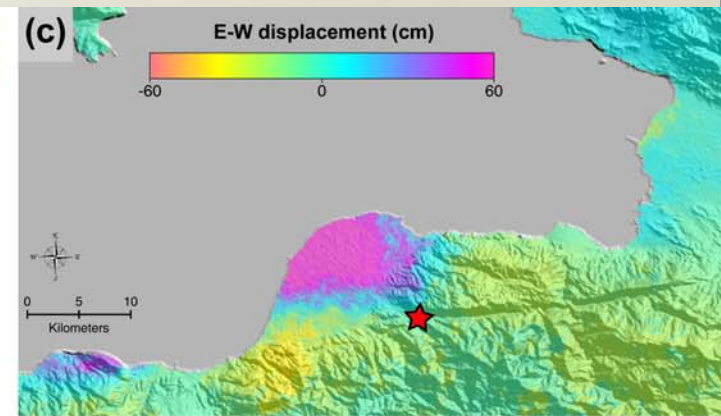 (c)
E-W displacement (cm)
-60 0 60
N
W E
S
0 5 10
Kilometers